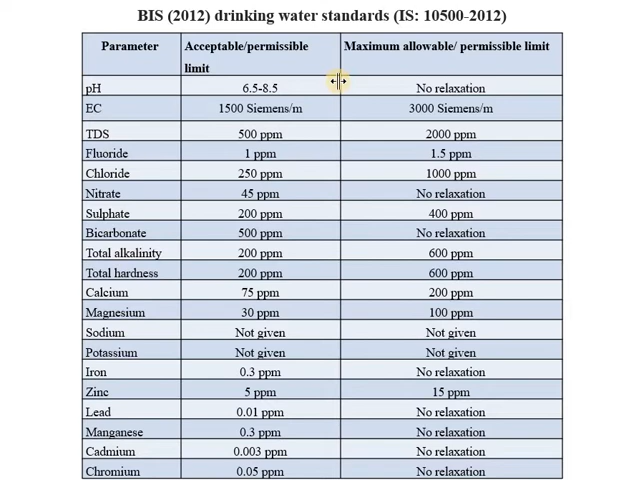 BIS (2012) drinking water standards (IS: 10500-2012)
Parameter Acceptable/permissible limit Maximum allowable/ permissible limit
pH 6.5-8.5 No relaxation
EC 1500 Siemens/m 3000 Siemens/m
TDS 500 ppm 2000 ppm
Fluoride 1 ppm 1.5 ppm
Chloride 250 ppm 1000 ppm
Nitrate 45 ppm No relaxation
Sulphate 200 ppm 400 ppm
Bicarbonate 500 ppm No relaxation
Total alkalinity 200 ppm 600 ppm
Total hardness 200 ppm 600 ppm
Calcium 75 ppm 200 ppm
Magnesium 30 ppm 100 ppm
Sodium Not given Not given
Potassium Not given Not given
Iron 0.3 ppm No relaxation
Zinc 5 ppm 15 ppm
Lead 0.01 ppm No relaxation
Manganese 0.3 ppm No relaxation
Cadmium 0.003 ppm No relaxation
Chromium 0.05 ppm No relaxation